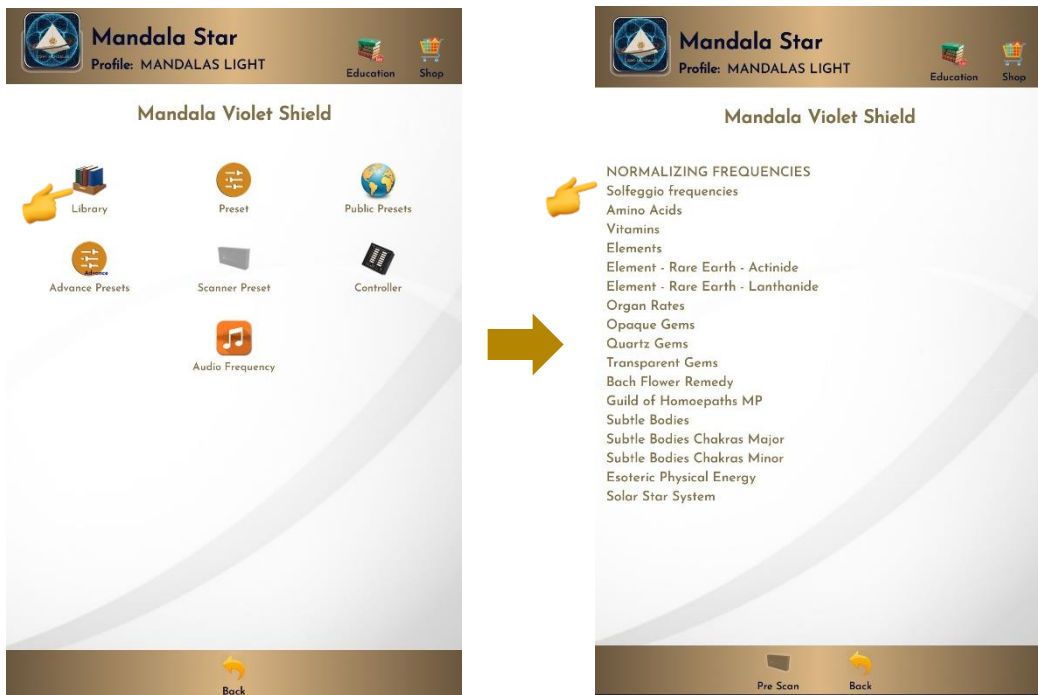 Mandala Star
Profile: MANDALAS LIGHT
Education
Shop
Mandala Violet Shield
Library
Preset
Public Presets
Advance
Advance Presets
Scanner Preset
Controller
Audio Frequency
Back
Mandala Star
Profile: MANDALAS LIGHT
Education
Shop
Mandala Violet Shield
NORMALIZING FREQUENCIES
Solfeggio frequencies
Amino Acids
Vitamins
Elements
Element - Rare Earth - Actinide
Element - Rare Earth - Lanthanide
Organ Rates
Opaque Gems
Quartz Gems
Transparent Gems
Bach Flower Remedy
Guild of Homoepaths MP
Subtle Bodies
Subtle Bodies Chakras Major
Subtle Bodies Chakras Minor
Esoteric Physical Energy
Solar Star System
Pre Scan
Back